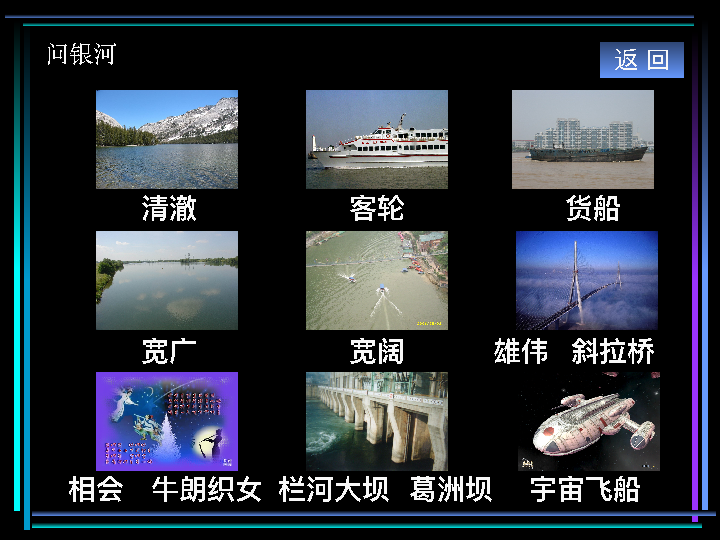 问银河
返 回
清澈
客轮
货船
宽广
宽阔
雄伟 斜拉桥
相会 牛朗织女
拦河大坝 葛洲坝
宇宙飞船